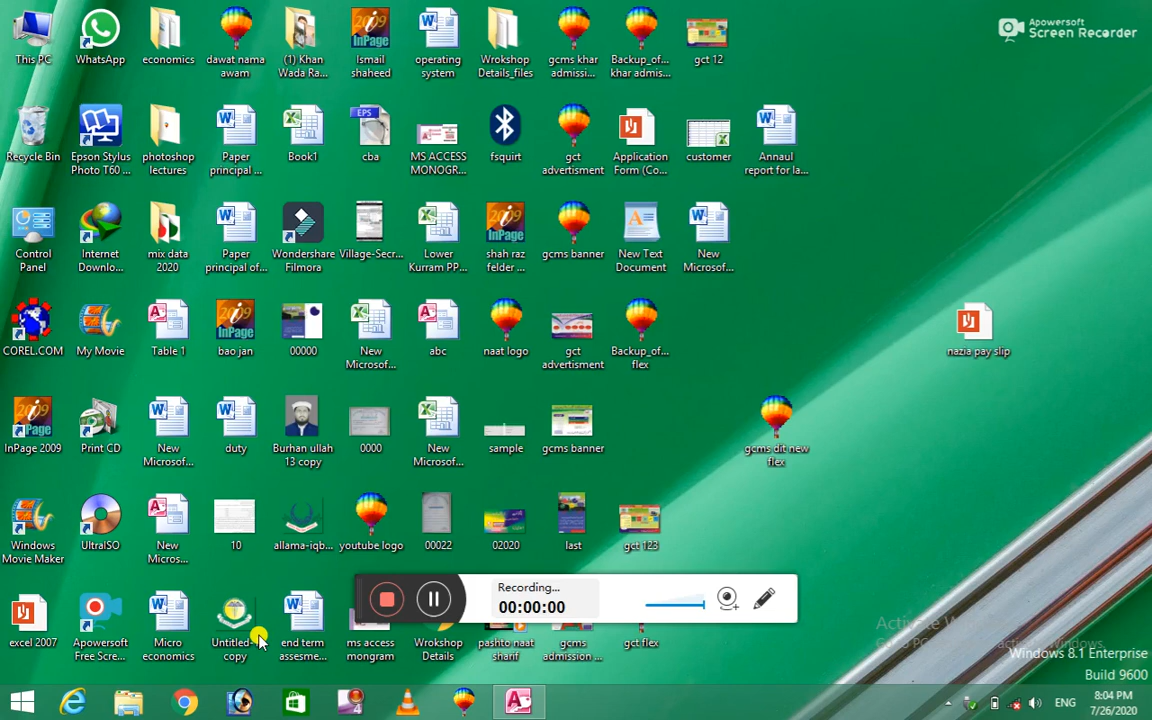 Apowersoft
Screen Recorder
This PC
WhatsApp
economics
dawat nama
awam
(1) Khan
Wada Ra...
Ismail
shaheed
operating
system
Wrokshop
Details_files
gcms khar
admissi...
Backup_of...
khar admis...
gct 12
Recycle Bin
Epson Stylus
Photo T60 ...
photoshop
lectures
Paper
principal ...
Book1
EPS
cba
MS ACCESS
MONOGR...
fsquirt
gct
advertisment
Application
Form (Co...
customer
Annaul
report for la...
Control
Panel
Internet
Downlo...
mix data
2020
Paper
principal of...
Wondershare
Filmora
Village-Secr...
Lower
Kurram PP...
shah raz
felder ...
gcms banner
New Text
Document
New
Microsof...
COREL.COM
My Movie
Table 1
2009
InPage
bao jan
00000
New
Microsof...
abc
naat logo
gct
advertisment
Backup_of...
flex
nazia pay slip
InPage 2009
Print CD
New
Microsof...
duty
Burhan ullah
13 copy
0000
New
Microsof...
sample
gcms banner
gcms dit new
flex
Windows
Movie Maker
UltraISO
New
Micros...
10
allama-iqb...
youtube logo
00022
02020
last
gct 123
Recording...
00:00:00
excel 2007
Apowersoft
Free Scre...
Micro
economics
Untitled-
copy
end term
assesme...
ms access
mongram
Wrokshop
Details
pashto naat
sharif
gcms
admission ...
gct flex
Windows 8.1 Enterprise
Build 9600
ENG
8:04 PM
7/26/2020